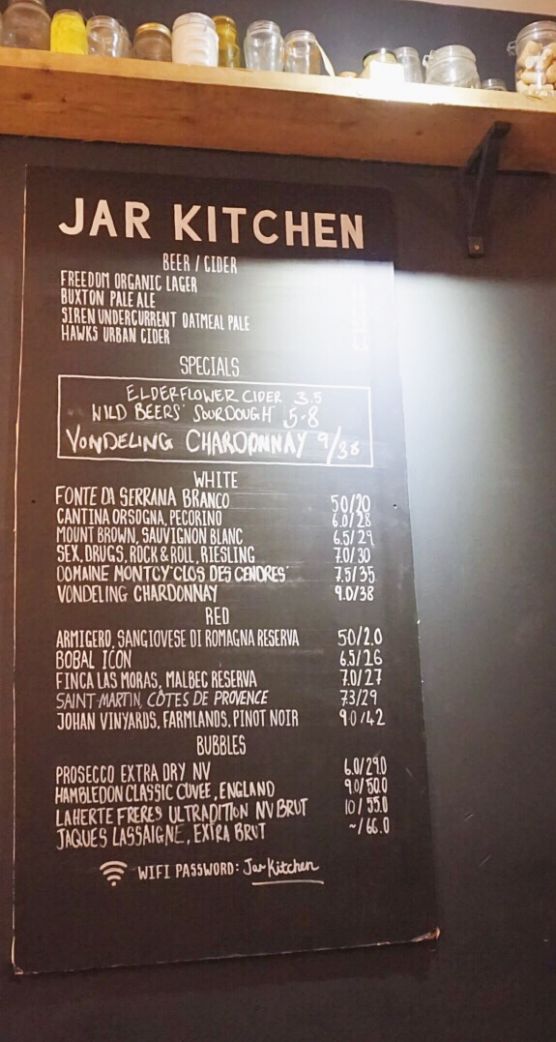 JAR KITCHEN
BEER / CIDER
FREEDOM ORGANIC LAGER
BUXTON PALE ALE
SIREN UNDERCURRENT OATMEAL PALE
HAWKS URBAN CIDER
SPECIALS
ELDERFLOWER CIDER 3.5
WILD BEERS' SOURDOUGH 5.8
VONDELING CHARDONNAY 9/38
WHITE
FONTE DA SERRANA BRANCO 50/20
CANTINA ORSOGNA, PECORINO 6.0/28
MOUNT BROWN, SAUVIGNON BLANC 6.5/29
SEX, DRUGS, ROCK & ROLL, RIESLING 7.0/30
DOMAINE MONTCY 'CLOS DES CENDRES' 7.5/35
VONDELING CHARDONNAY 9.0/38
RED
ARMIGERO, SANGIOVESE DI ROMAGNA RESERVA 50/2.0
BOBAL ICON 6.5/26
FINCA LAS MORAS, MALBEC RESERVA 7.0/27
SAINT-MARTIN, CÔTES DE PROVENCE 7.3/29
JOHAN VINYARDS, FARMLANDS, PINOT NOIR 9.0/42
BUBBLES
PROSECCO EXTRA DRY NV 6.0/29.0
HAMBLEDON CLASSIC CUVEE, ENGLAND 9.0/50.0
LAHERTE FRERES ULTRADITION NV BRUT 10/55.0
JAQUES LASSAIGNE, EXTRA BRUT ~/66.0
WIFI PASSWORD: JarKitchen